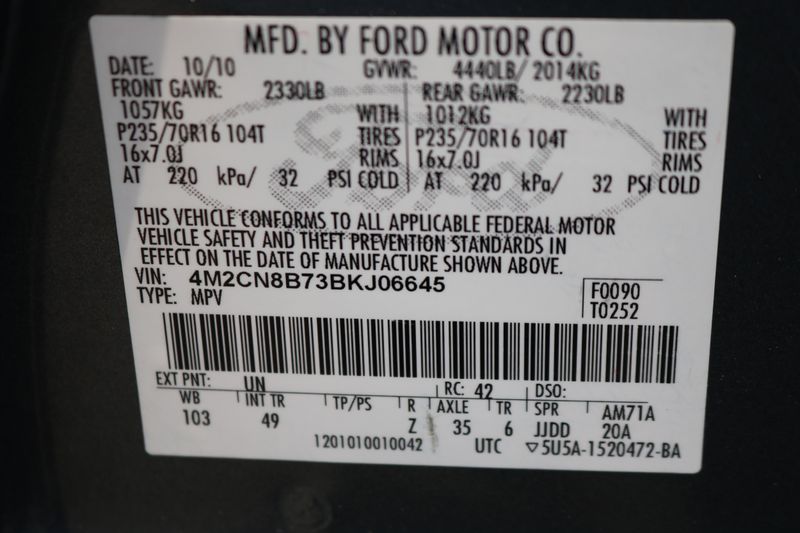 MFD. BY FORD MOTOR CO.
DATE: 10/10 GVWR: 4440LB/ 2014KG
FRONT GAWR: 2330LB REAR GAWR: 2230LB
1057KG WITH 1012KG WITH
P235/70R16 104T TIRES P235/70R16 104T TIRES
16x7.0J RIMS 16x7.0J RIMS
AT 220 kPa/ 32 PSI COLD AT 220 kPa/ 32 PSI COLD
THIS VEHICLE CONFORMS TO ALL APPLICABLE FEDERAL MOTOR
VEHICLE SAFETY AND THEFT PREVENTION STANDARDS IN
EFFECT ON THE DATE OF MANUFACTURE SHOWN ABOVE.
VIN: 4M2CN8B73BKJ06645 F0090
TYPE: MPV T0252
EXT PNT: UN RC: 42 DSO:
WB INT TR TP/PS R AXLE TR SPR AM71A
103 49 Z 35 6 JJDD 20A
1201010010042 UTC ▽5U5A-1520472-BA